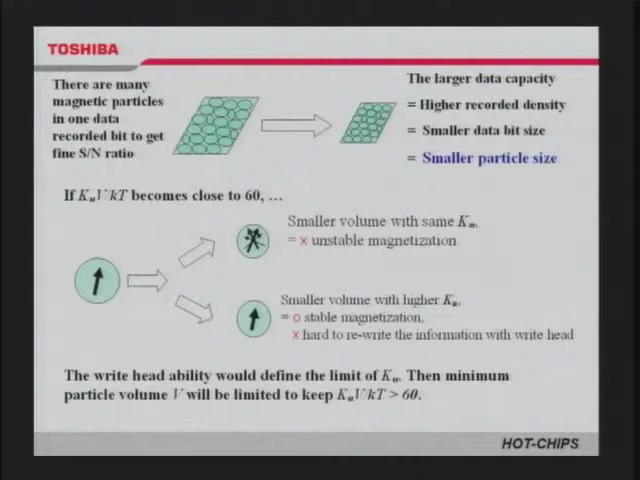 TOSHIBA
There are many
magnetic particles
in one data
recorded bit to get
fine S/N ratio
The larger data capacity
= Higher recorded density
= Smaller data bit size
= Smaller particle size
If KuV/kT becomes close to 60, …
Smaller volume with same Ku,
= x unstable magnetization
Smaller volume with higher Ku,
= o stable magnetization,
x hard to re-write the information with write head
The write head ability would define the limit of Ku. Then minimum
particle volume V will be limited to keep KuV/kT > 60.
HOT-CHIPS